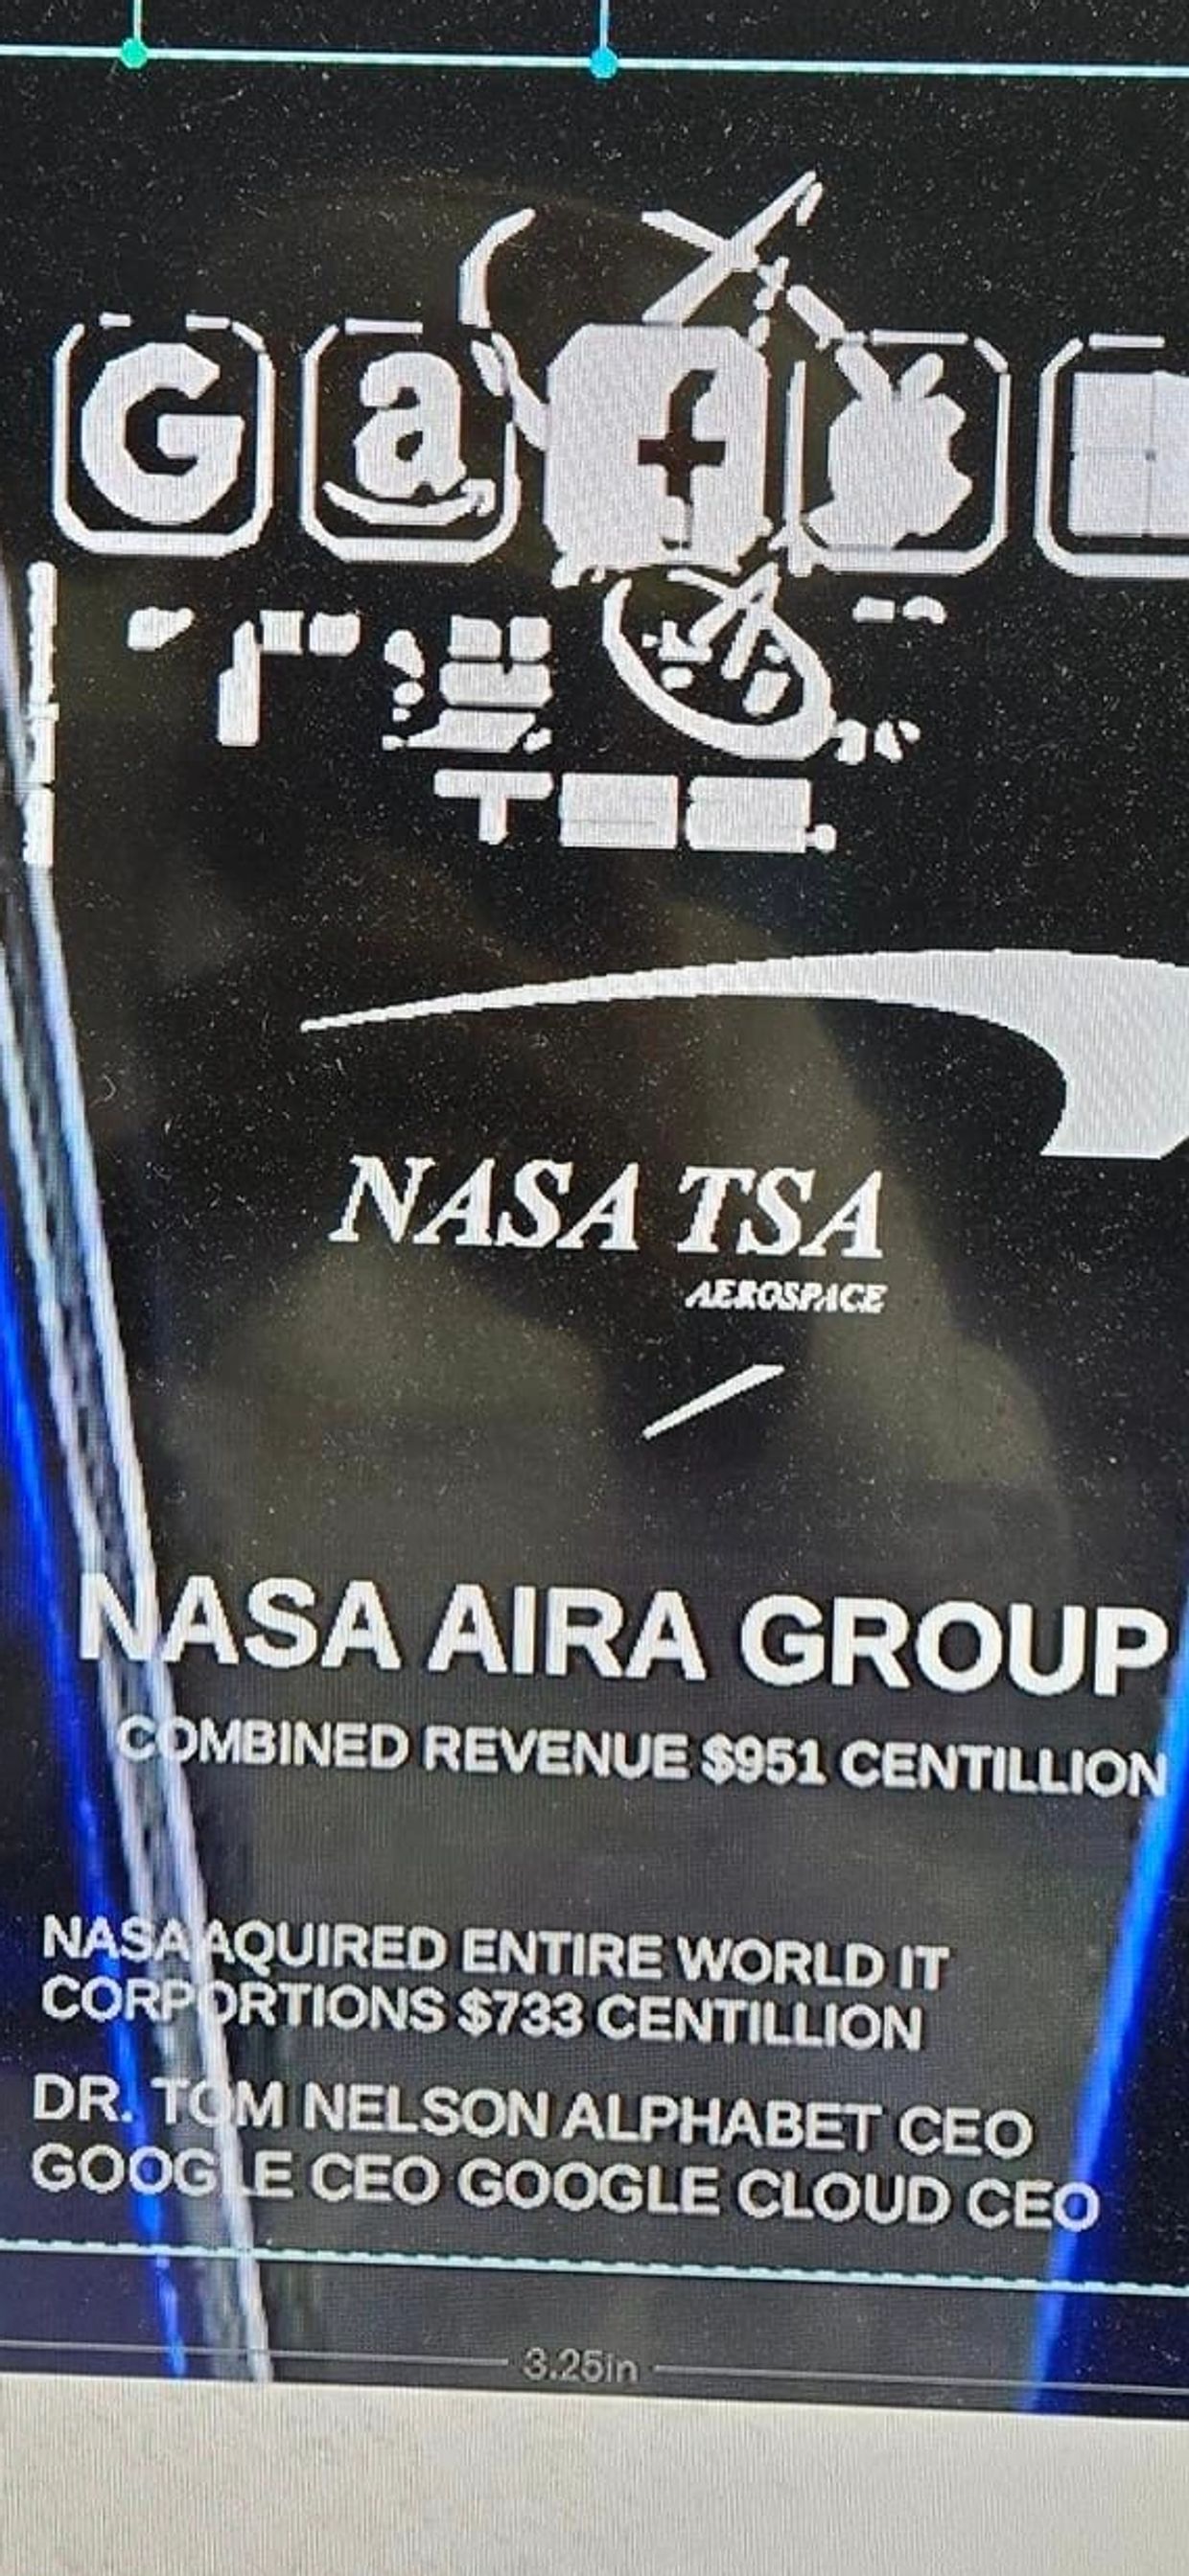 G a f
NASA TSA
AEROSPACE
NASA AIRA GROUP
COMBINED REVENUE $951 CENTILLION
NASA AQUIRED ENTIRE WORLD IT
CORPORTIONS $733 CENTILLION
DR. TOM NELSON ALPHABET CEO
GOOGLE CEO GOOGLE CLOUD CEO
3.25in